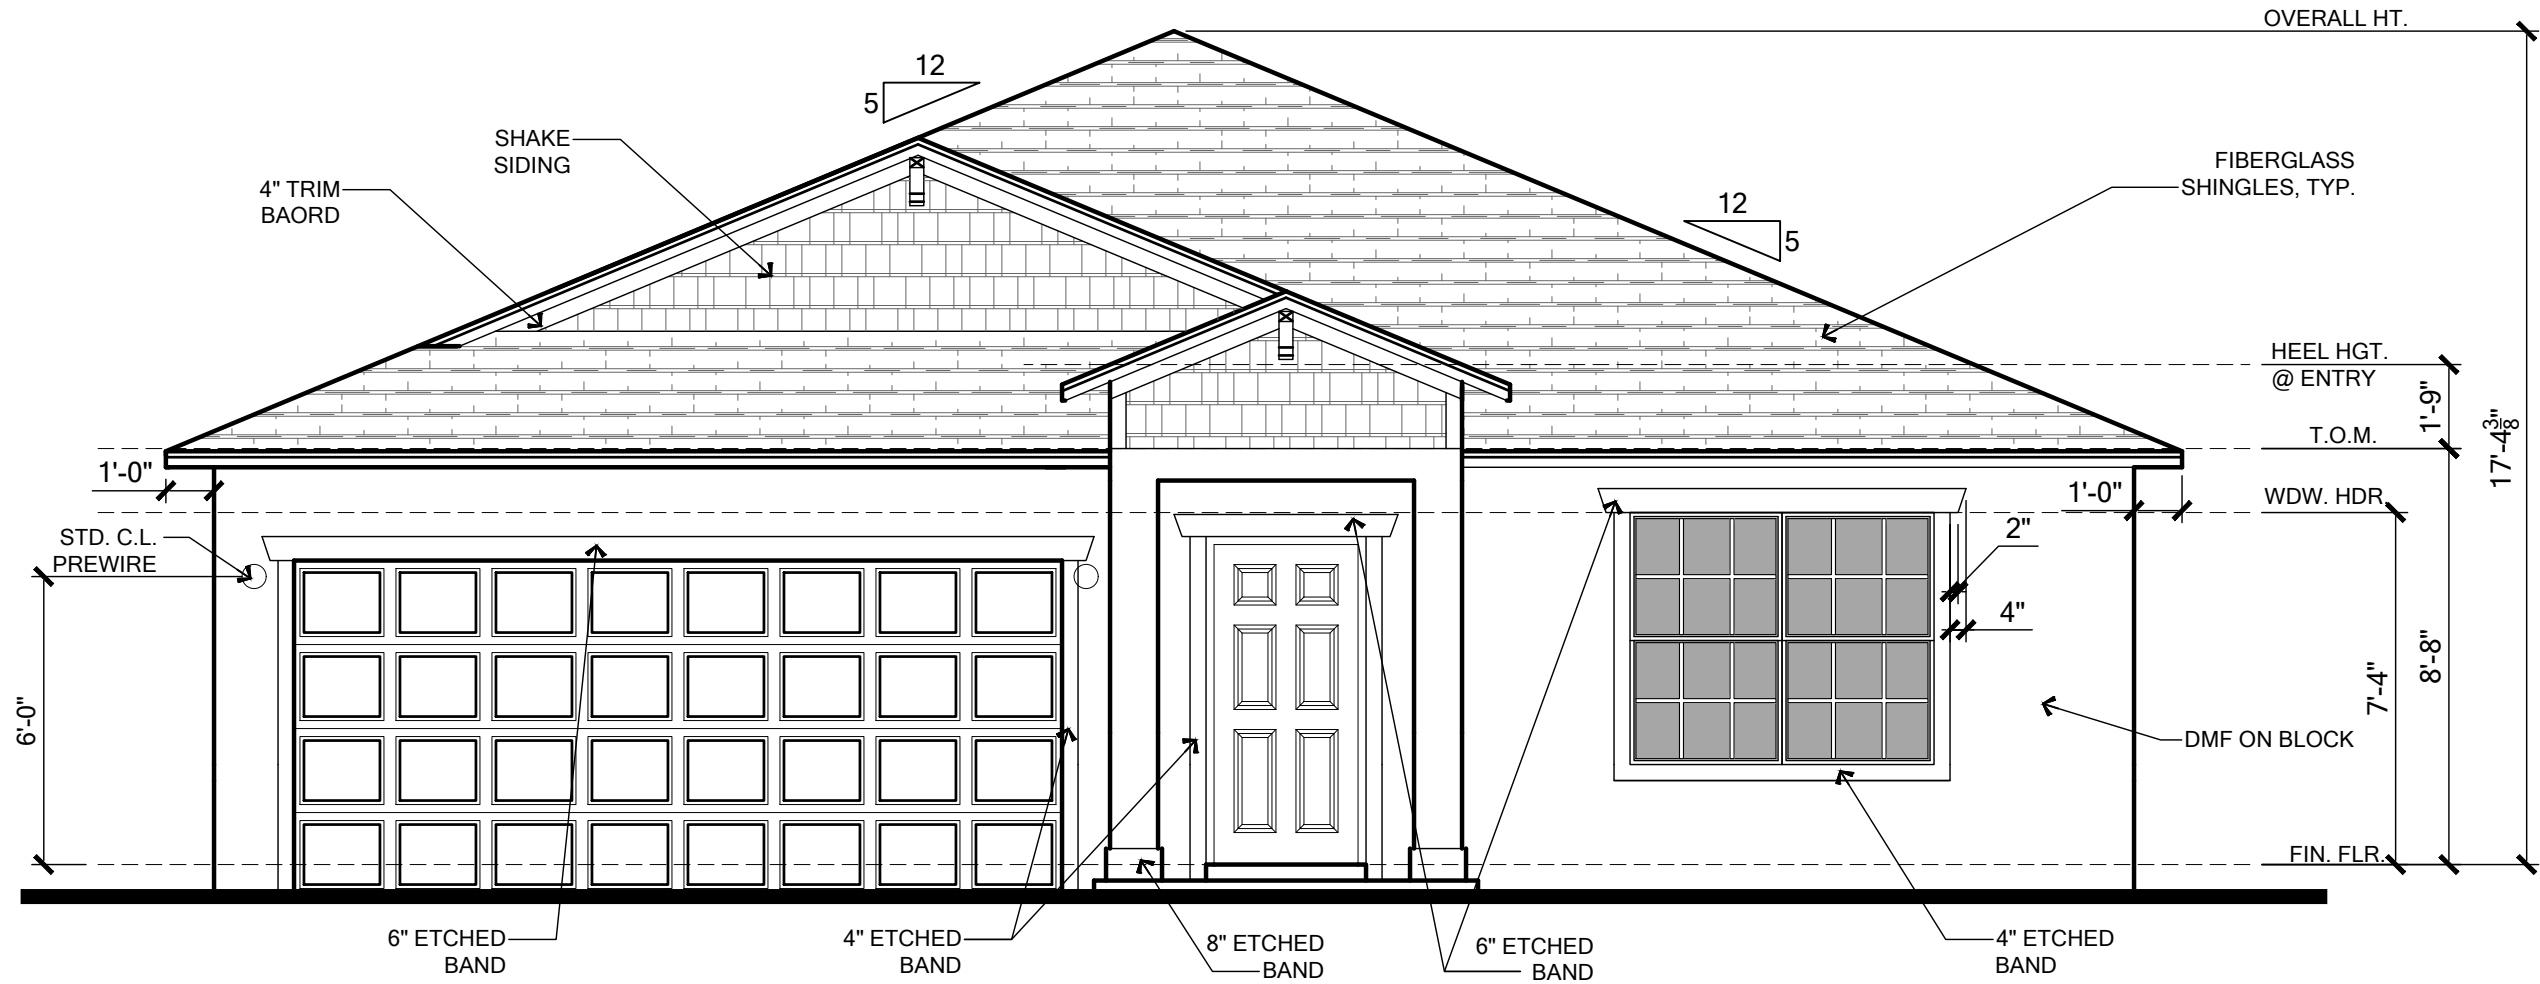 OVERALL HT.
12
5
SHAKE
SIDING
4" TRIM
BAORD
FIBERGLASS
SHINGLES, TYP.
12
5
HEEL HGT.
@ ENTRY
1'-9"
17'-4 3/8"
T.O.M.
1'-0"
1'-0"
WDW. HDR.
STD. C.L.
PREWIRE
2"
4"
6'-0"
7'-4"
8'-8"
DMF ON BLOCK
FIN. FLR.
6" ETCHED
BAND
4" ETCHED
BAND
8" ETCHED
BAND
6" ETCHED
BAND
4" ETCHED
BAND